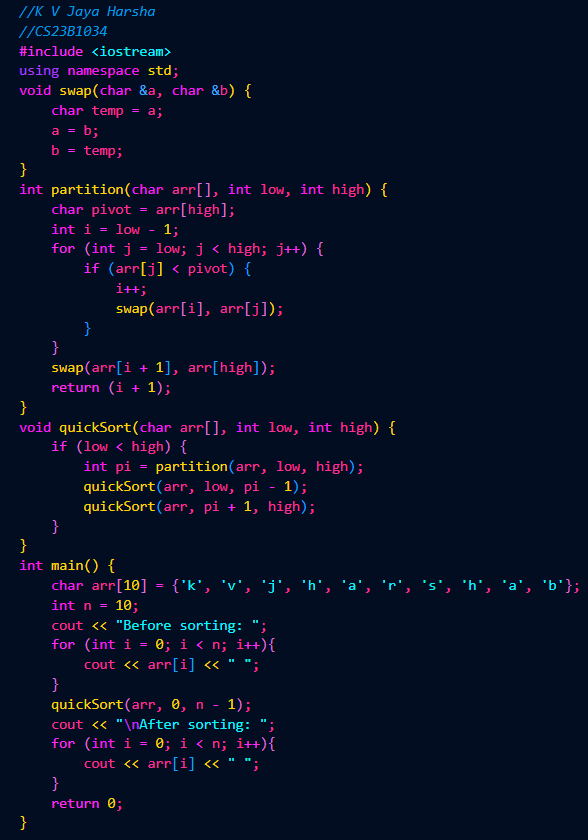 //K V Jaya Harsha
//CS23B1034
#include <iostream>
using namespace std;
void swap(char &a, char &b) {
    char temp = a;
    a = b;
    b = temp;
}
int partition(char arr[], int low, int high) {
    char pivot = arr[high];
    int i = low - 1;
    for (int j = low; j < high; j++) {
        if (arr[j] < pivot) {
            i++;
            swap(arr[i], arr[j]);
        }
    }
    swap(arr[i + 1], arr[high]);
    return (i + 1);
}
void quickSort(char arr[], int low, int high) {
    if (low < high) {
        int pi = partition(arr, low, high);
        quickSort(arr, low, pi - 1);
        quickSort(arr, pi + 1, high);
    }
}
int main() {
    char arr[10] = {'k', 'v', 'j', 'h', 'a', 'r', 's', 'h', 'a', 'b'};
    int n = 10;
    cout << "Before sorting: ";
    for (int i = 0; i < n; i++){
        cout << arr[i] << " ";
    }
    quickSort(arr, 0, n - 1);
    cout << "\nAfter sorting: ";
    for (int i = 0; i < n; i++){
        cout << arr[i] << " ";
    }
    return 0;
}